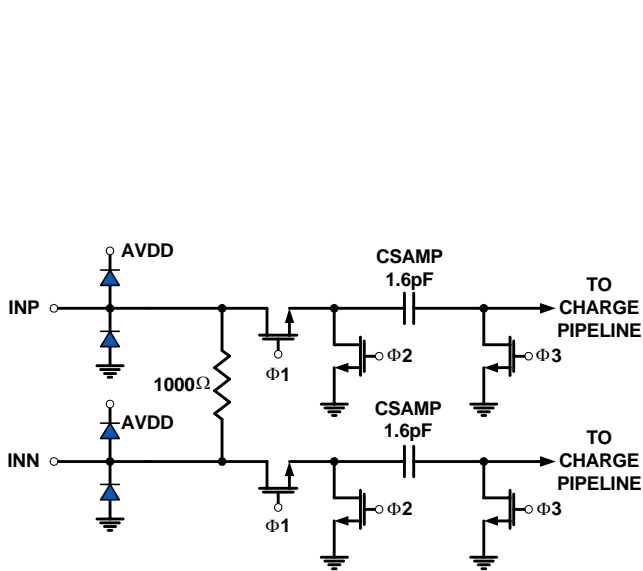 AVDD
CSAMP
1.6pF
TO
CHARGE
PIPELINE
INP
Φ1
Φ2
Φ3
1000Ω
AVDD
CSAMP
1.6pF
TO
CHARGE
PIPELINE
INN
Φ1
Φ2
Φ3